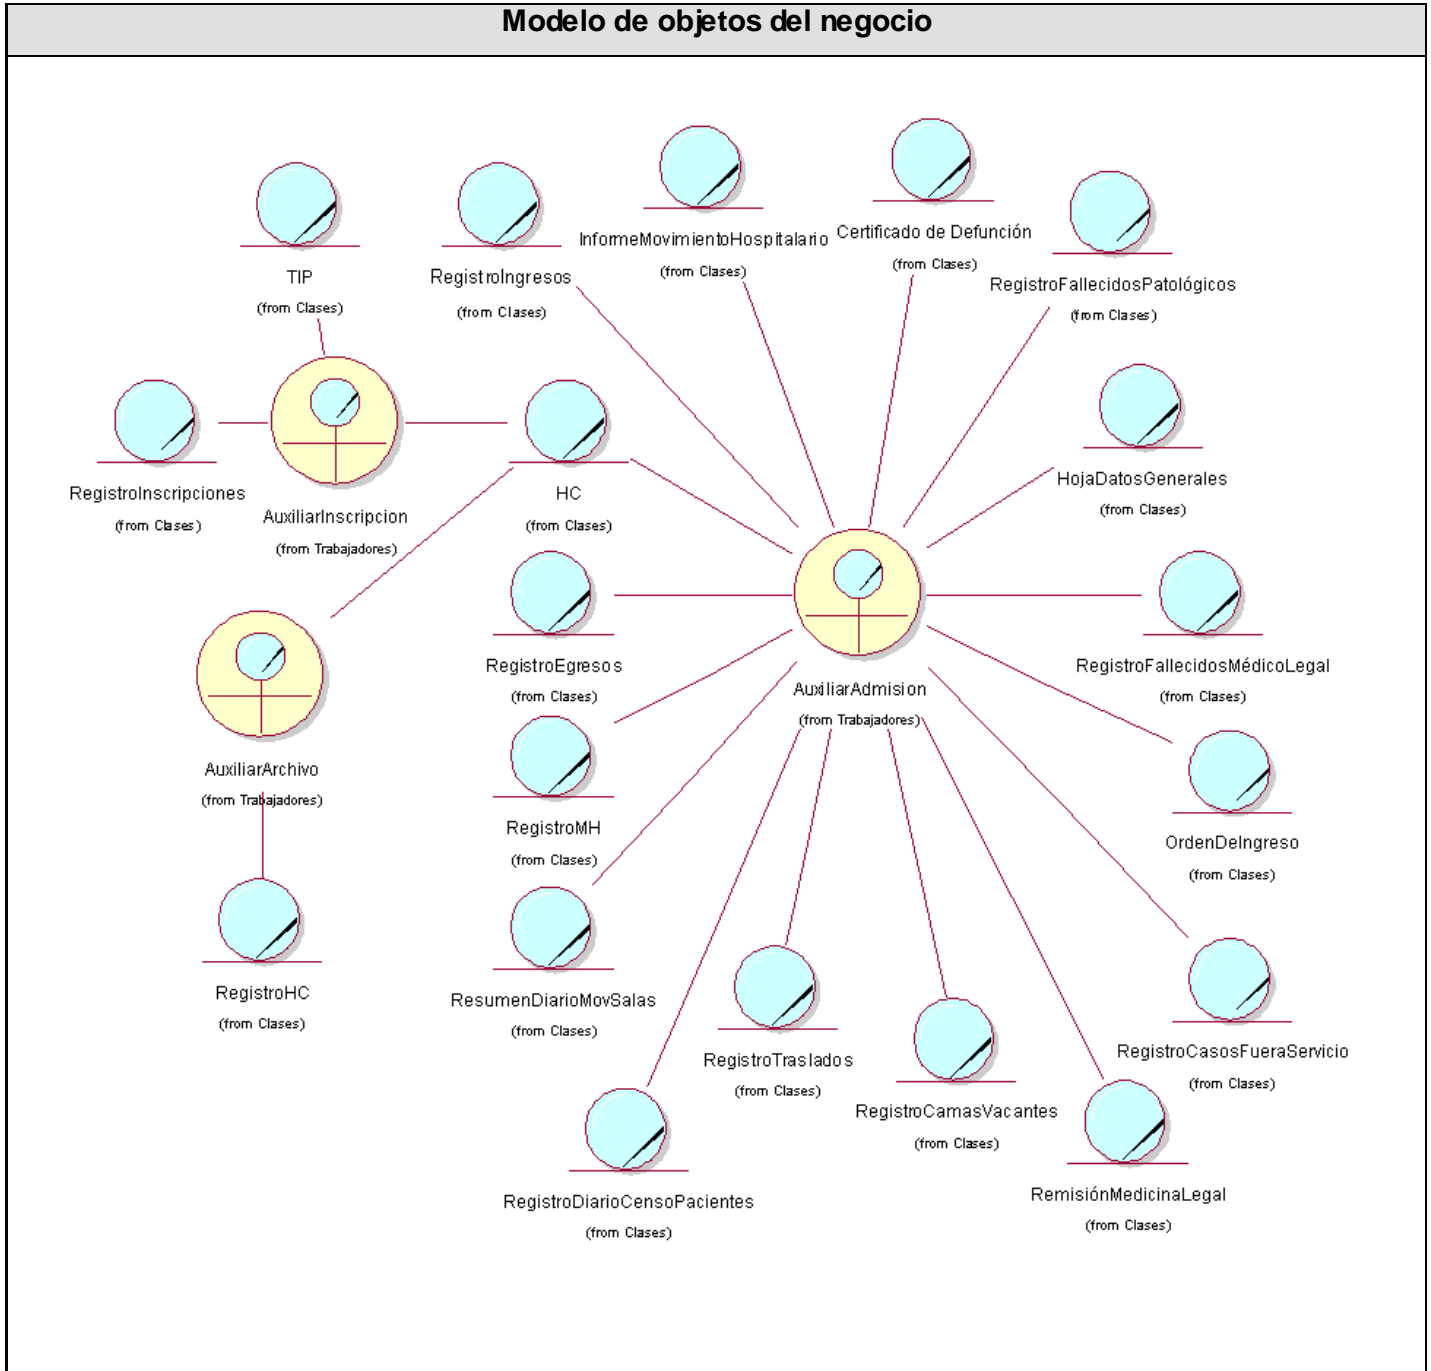 Modelo de objetos del negocio
TIP
(from Clases)
RegistroIngresos
(from Clases)
InformeMovimientoHospitalario
(from Clases)
Certificado de Defunción
(from Clases)
RegistroFallecidosPatológicos
(from Clases)
RegistroInscripciones
(from Clases)
AuxiliarInscripcion
(from Trabajadores)
HC
(from Clases)
HojaDatosGenerales
(from Clases)
RegistroEgresos
(from Clases)
AuxiliarAdmision
(from Trabajadores)
RegistroFallecidosMédicoLegal
(from Clases)
AuxiliarArchivo
(from Trabajadores)
RegistroMH
(from Clases)
OrdenDeIngreso
(from Clases)
RegistroHC
(from Clases)
ResumenDiarioMovSalas
(from Clases)
RegistroTraslados
(from Clases)
RegistroCamasVacantes
(from Clases)
RegistroCasosFueraServicio
(from Clases)
RegistroDiarioCensoPacientes
(from Clases)
RemisiónMedicinaLegal
(from Clases)